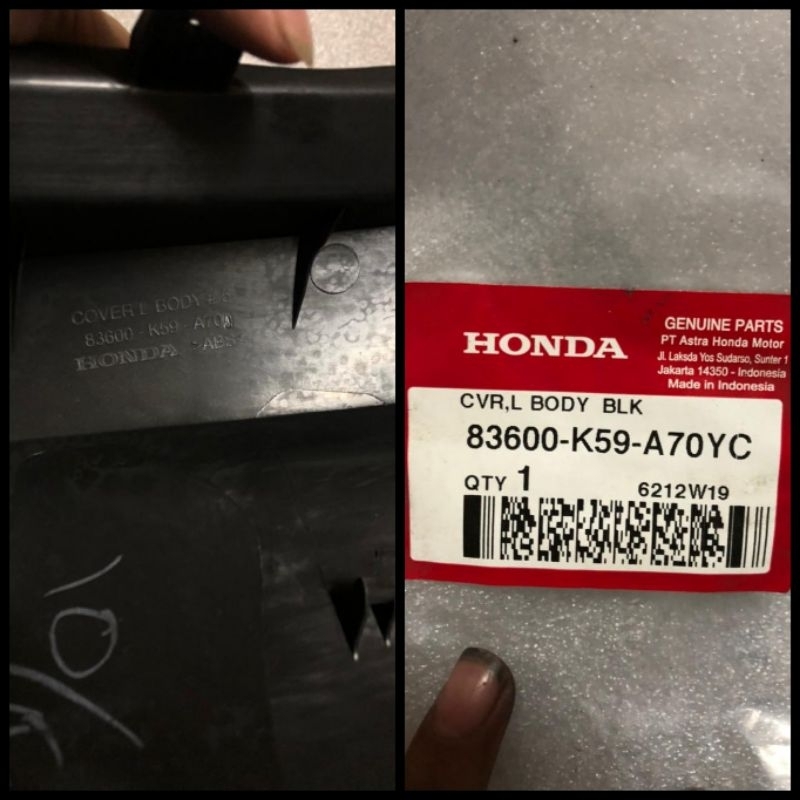 COVER L BODY
83600 - K59 - A70
HONDA >ABS<
HONDA
GENUINE PARTS
PT Astra Honda Motor
Jl. Laksda Yos Sudarso, Sunter 1
Jakarta 14350 - Indonesia
Made in Indonesia
CVR,L BODY BLK
83600-K59-A70YC
QTY 1
6212W19